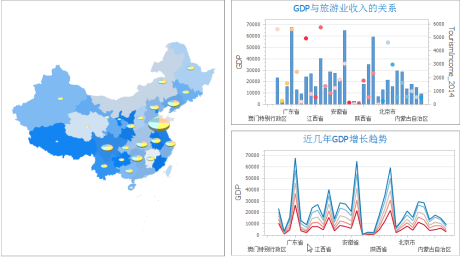 GDP与旅游业收入的关系
70000
60000
50000
40000
30000
20000
10000
0
GDP
6000
5000
4000
3000
2000
1000
0
TourismIncome_2014
广东省
安徽省
北京市
澳门特别行政区
江西省
陕西省
内蒙古自治区
近几年GDP增长趋势
70000
60000
50000
40000
30000
20000
10000
0
GDP
广东省
安徽省
北京市
澳门特别行政区
江西省
陕西省
内蒙古自治区